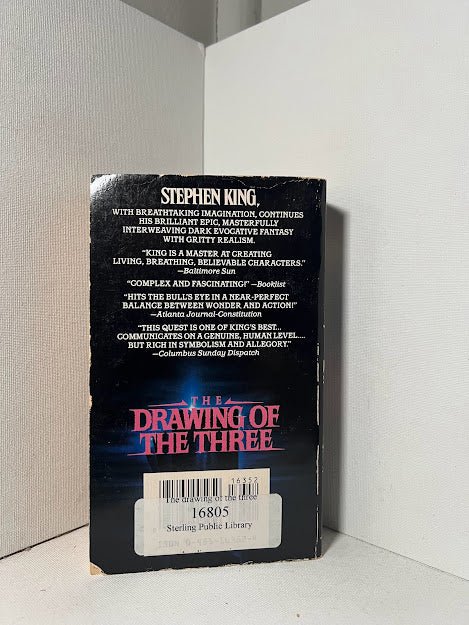 STEPHEN KING,
WITH BREATHTAKING IMAGINATION, CONTINUES
HIS BRILLIANT EPIC, MASTERFULLY
INTERWEAVING DARK EVOCATIVE FANTASY
WITH GRITTY REALISM.
"KING IS A MASTER AT CREATING
LIVING, BREATHING, BELIEVABLE CHARACTERS."
—Baltimore Sun
"COMPLEX AND FASCINATING!" —Booklist
"HITS THE BULL'S EYE IN A NEAR-PERFECT
BALANCE BETWEEN WONDER AND ACTION!"
—Atlanta Journal-Constitution
"THIS QUEST IS ONE OF KING'S BEST...
COMMUNICATES ON A GENUINE, HUMAN LEVEL....
BUT RICH IN SYMBOLISM AND ALLEGORY."
—Columbus Sunday Dispatch
THE
DRAWING OF
THE THREE
16352
The drawing of the three
16805
Sterling Public Library